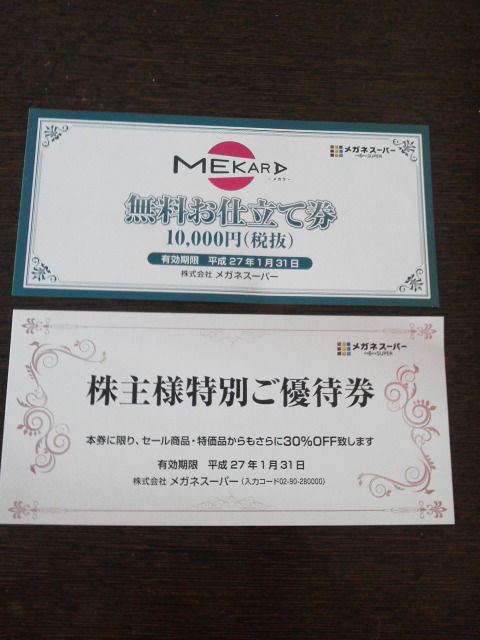 メガネスーパー
MEKARA
－メカラ－
無料お仕立て券
10,000円(税抜)
有効期限 平成27年1月31日
株式会社 メガネスーパー
メガネスーパー
株主様特別ご優待券
本券に限り、セール商品・特価品からもさらに30%OFF致します
有効期限 平成27年1月31日
株式会社 メガネスーパー (入力コード02-90-280000)